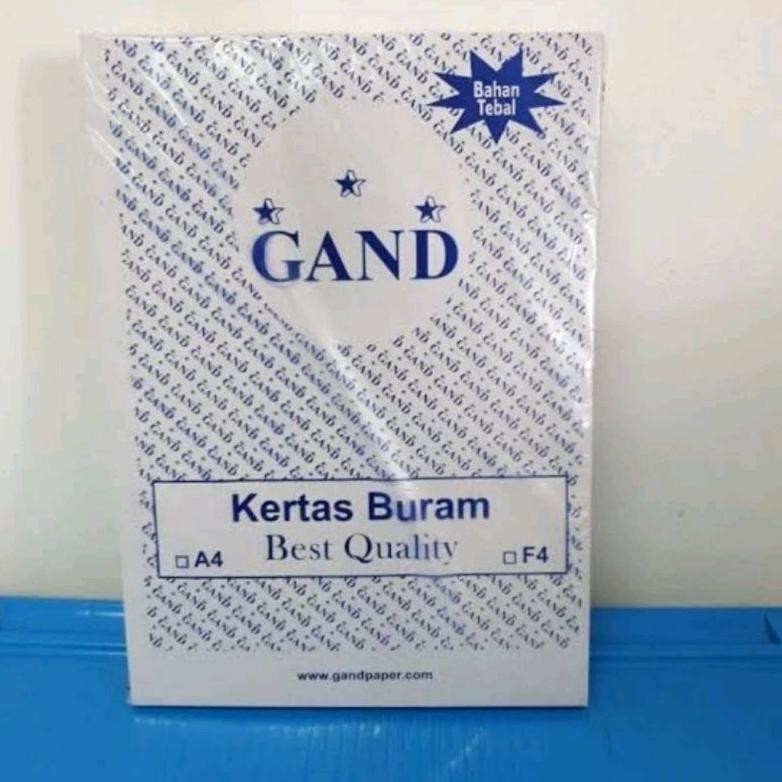 Bahan
Tebal
GAND
Kertas Buram
Best Quality
A4
F4
www.gandpaper.com